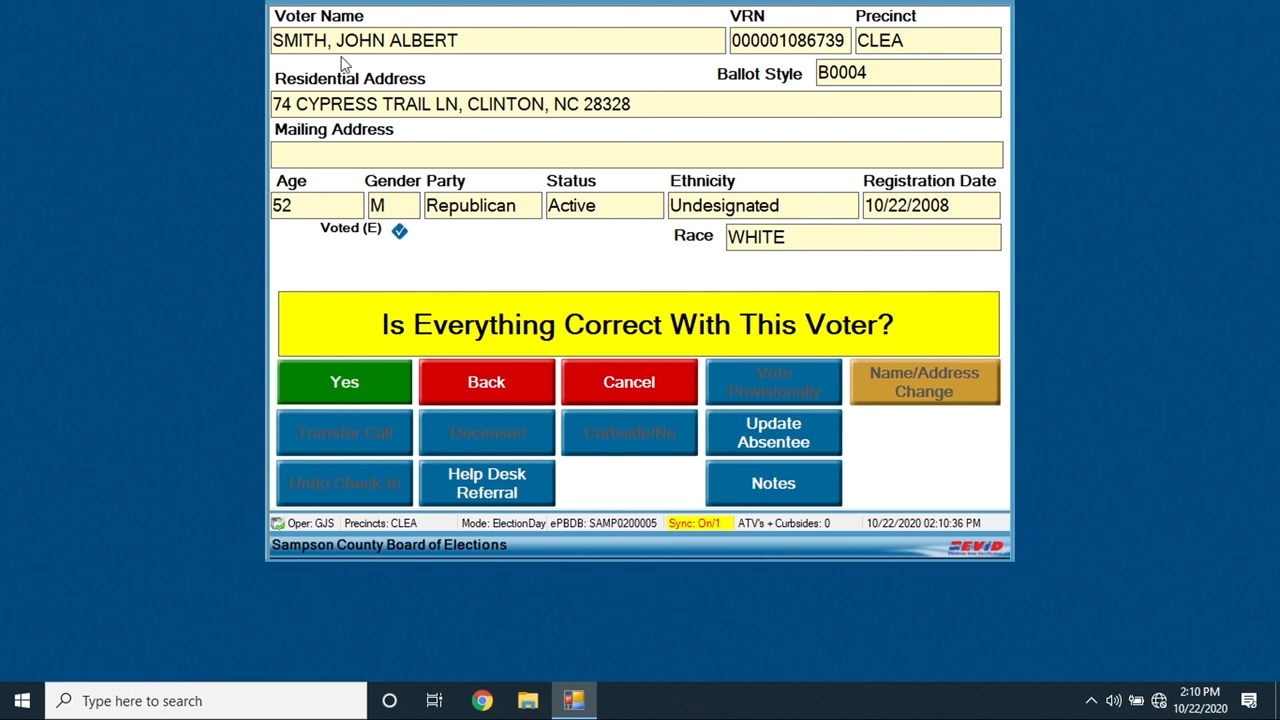 Voter Name VRN Precinct
SMITH, JOHN ALBERT 000001086739 CLEA
Residential Address Ballot Style B0004
74 CYPRESS TRAIL LN, CLINTON, NC 28328
Mailing Address
Age Gender Party Status Ethnicity Registration Date
52 M Republican Active Undesignated 10/22/2008
Voted (E) Race WHITE
Is Everything Correct With This Voter?
Yes Back Cancel Vote Provisionally Name/Address Change
Transfer Call Deceased Curbside/No Update Absentee
Undo Check-In Help Desk Referral Notes
Oper: GJS Precincts: CLEA Mode: ElectionDay ePBDB: SAMP0200005 Sync: On/1 ATV's + Curbsides: 0 10/22/2020 02:10:36 PM
Sampson County Board of Elections EViD
Type here to search 2:10 PM
10/22/2020